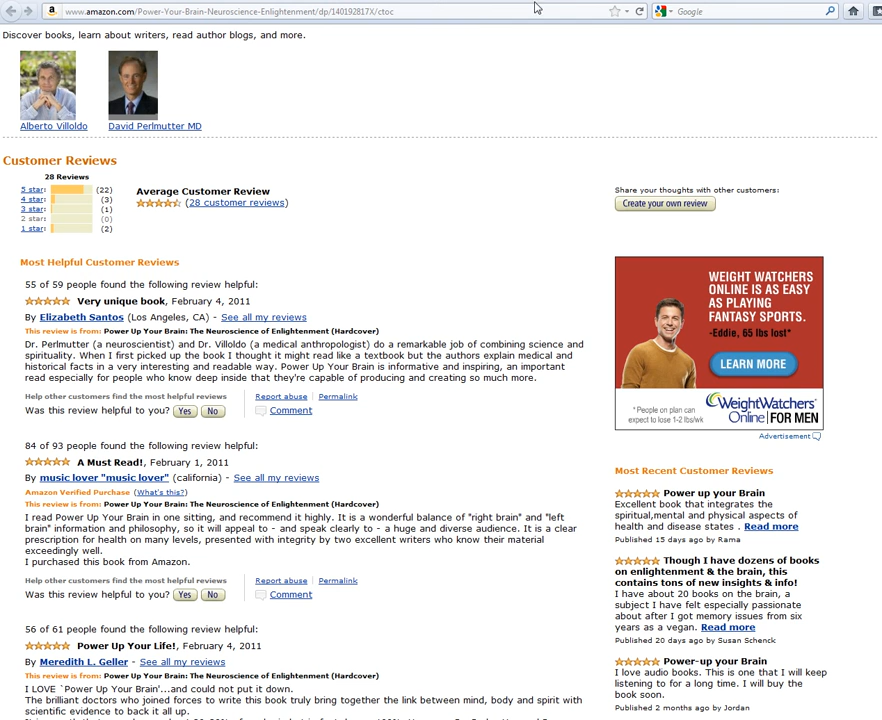 www.amazon.com/Power-Your-Brain-Neuroscience-Enlightenment/dp/140192817X/ctoc
Google
Discover books, learn about writers, read author blogs, and more.
Alberto Villoldo
David Perlmutter MD
Customer Reviews
28 Reviews
5 star: (22)
4 star: (3)
3 star: (1)
2 star: (0)
1 star: (2)
Average Customer Review
(28 customer reviews)
Share your thoughts with other customers:
Create your own review
Most Helpful Customer Reviews
55 of 59 people found the following review helpful:
Very unique book, February 4, 2011
By Elizabeth Santos (Los Angeles, CA) - See all my reviews
This review is from: Power Up Your Brain: The Neuroscience of Enlightenment (Hardcover)
Dr. Perlmutter (a neuroscientist) and Dr. Villoldo (a medical anthropologist) do a remarkable job of combining science and
spirituality. When I first picked up the book I thought it might read like a textbook but the authors explain medical and
historical facts in a very interesting and readable way. Power Up Your Brain is informative and inspiring, an important
read especially for people who know deep inside that they're capable of producing and creating so much more.
Help other customers find the most helpful reviews
Was this review helpful to you? Yes No
Report abuse | Permalink
Comment
84 of 93 people found the following review helpful:
A Must Read!, February 1, 2011
By music lover "music lover" (california) - See all my reviews
Amazon Verified Purchase (What's this?)
This review is from: Power Up Your Brain: The Neuroscience of Enlightenment (Hardcover)
I read Power Up Your Brain in one sitting, and recommend it highly. It is a wonderful balance of "right brain" and "left
brain" information and philosophy, so it will appeal to - and speak clearly to - a huge and diverse audience. It is a clear
prescription for health on many levels, presented with integrity by two excellent writers who know their material
exceedingly well.
I purchased this book from Amazon.
Help other customers find the most helpful reviews
Was this review helpful to you? Yes No
Report abuse | Permalink
Comment
56 of 61 people found the following review helpful:
Power Up Your Life!, February 4, 2011
By Meredith L. Geller - See all my reviews
This review is from: Power Up Your Brain: The Neuroscience of Enlightenment (Hardcover)
I LOVE `Power Up Your Brain'...and could not put it down.
The brilliant doctors who joined forces to write this book truly bring together the link between mind, body and spirit with
scientific evidence to back it all up.
WEIGHT WATCHERS
ONLINE IS AS EASY
AS PLAYING
FANTASY SPORTS.
-Eddie, 65 lbs lost*
LEARN MORE
*People on plan can
expect to lose 1-2 lbs/wk
WeightWatchers
Online FOR MEN
Advertisement
Most Recent Customer Reviews
Power up your Brain
Excellent book that integrates the
spiritual,mental and physical aspects of
health and disease states . Read more
Published 15 days ago by Rama
Though I have dozens of books
on enlightenment & the brain, this
contains tons of new insights & info!
I have about 20 books on the brain, a
subject I have felt especially passionate
about after I got memory issues from six
years as a vegan. Read more
Published 20 days ago by Susan Schenck
Power-up your Brain
I love audio books. This is one that I will keep
listening to for a long time. I will buy the
book soon.
Published 2 months ago by Jordan